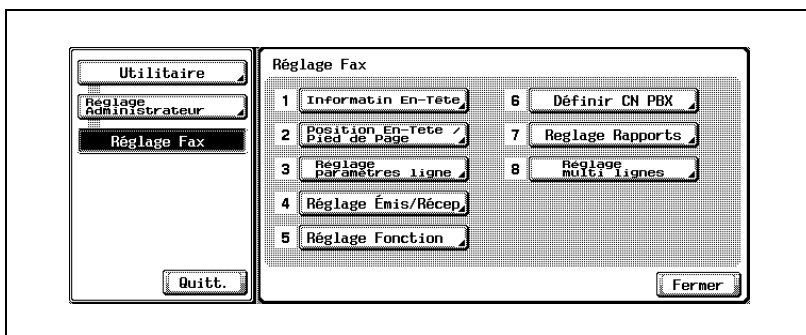 Utilitaire
Réglage
Administrateur
Réglage Fax
Quitt.
Réglage Fax
1 Informatin En-Tête
2 Position En-Tete /
Pied de Page
3 Réglage
paramètres ligne
4 Réglage Émis/Récep
5 Réglage Fonction
6 Définir CN PBX
7 Reglage Rapports
8 Réglage
multi lignes
Fermer